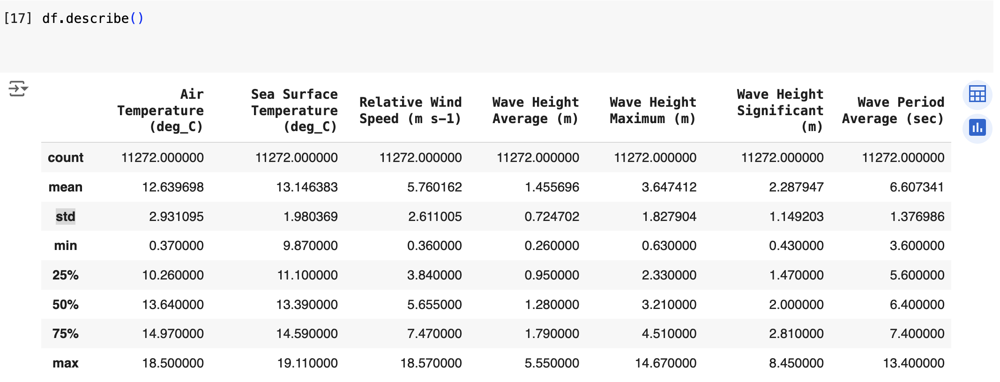 [17] df.describe()
Air Temperature (deg_C) Sea Surface Temperature (deg_C) Relative Wind Speed (m s-1) Wave Height Average (m) Wave Height Maximum (m) Wave Height Significant (m) Wave Period Average (sec)
count 11272.000000 11272.000000 11272.000000 11272.000000 11272.000000 11272.000000 11272.000000
mean 12.639698 13.146383 5.760162 1.455696 3.647412 2.287947 6.607341
std 2.931095 1.980369 2.611005 0.724702 1.827904 1.149203 1.376986
min 0.370000 9.870000 0.360000 0.260000 0.630000 0.430000 3.600000
25% 10.260000 11.100000 3.840000 0.950000 2.330000 1.470000 5.600000
50% 13.640000 13.390000 5.655000 1.280000 3.210000 2.000000 6.400000
75% 14.970000 14.590000 7.470000 1.790000 4.510000 2.810000 7.400000
max 18.500000 19.110000 18.570000 5.550000 14.670000 8.450000 13.400000